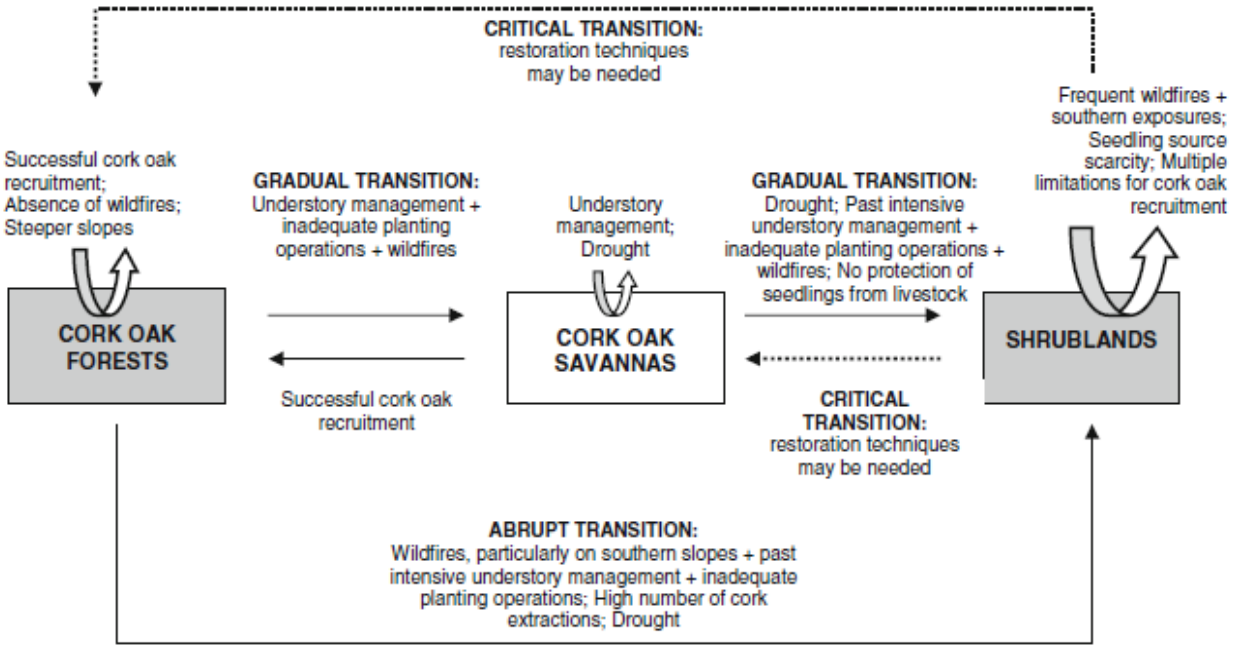 CRITICAL TRANSITION:
restoration techniques
may be needed
Successful cork oak
recruitment;
Absence of wildfires;
Steeper slopes
GRADUAL TRANSITION:
Understory management +
inadequate planting
operations + wildfires
Understory
management;
Drought
GRADUAL TRANSITION:
Drought; Past intensive
understory management +
inadequate planting operations +
wildfires; No protection of
seedlings from livestock
Frequent wildfires +
southern exposures;
Seedling source
scarcity; Multiple
limitations for cork oak
recruitment
CORK OAK
FORESTS
CORK OAK
SAVANNAS
SHRUBLANDS
Successful cork oak
recruitment
CRITICAL
TRANSITION:
restoration techniques
may be needed
ABRUPT TRANSITION:
Wildfires, particularly on southern slopes + past
intensive understory management + inadequate
planting operations; High number of cork
extractions; Drought